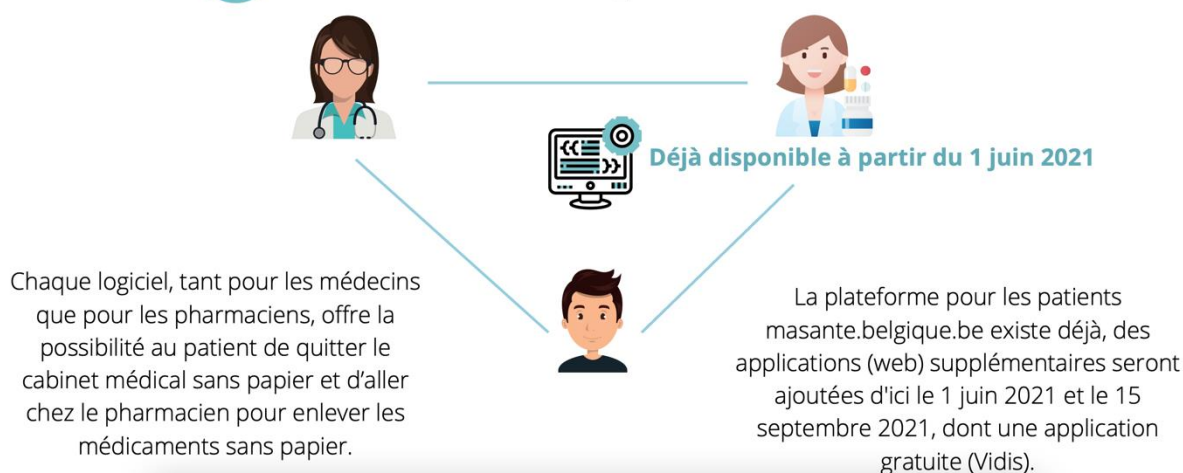 Déjà disponible à partir du 1 juin 2021
Chaque logiciel, tant pour les médecins
que pour les pharmaciens, offre la
possibilité au patient de quitter le
cabinet médical sans papier et d'aller
chez le pharmacien pour enlever les
médicaments sans papier.
La plateforme pour les patients
masante.belgique.be existe déjà, des
applications (web) supplémentaires seront
ajoutées d'ici le 1 juin 2021 et le 15
septembre 2021, dont une application
gratuite (Vidis).